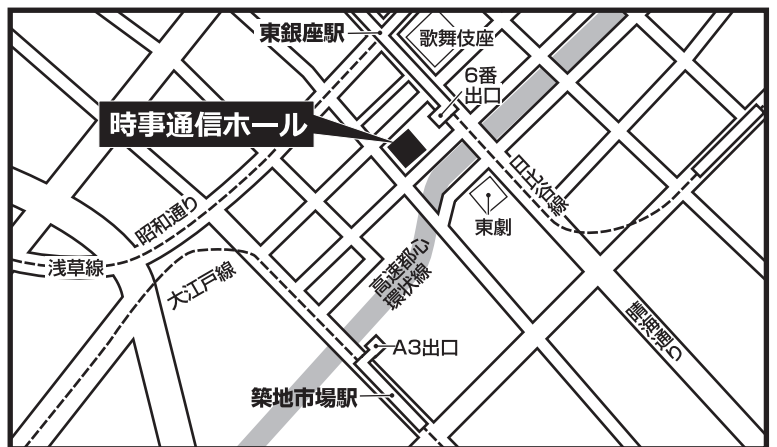 東銀座駅
歌舞伎座
6番
出口
時事通信ホール
日比谷線
昭和通り
東劇
浅草線
大江戸線
高速都心
環状線
晴海通り
A3出口
築地市場駅